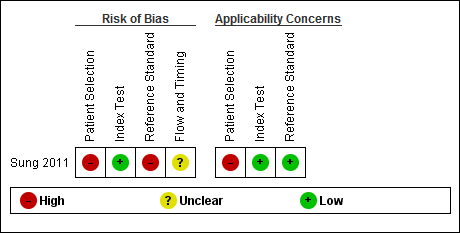 Risk of Bias Applicability Concerns
Patient Selection
Index Test
Reference Standard
Flow and Timing
Patient Selection
Index Test
Reference Standard
Sung 2011 – + – ? – + +
– High ? Unclear + Low